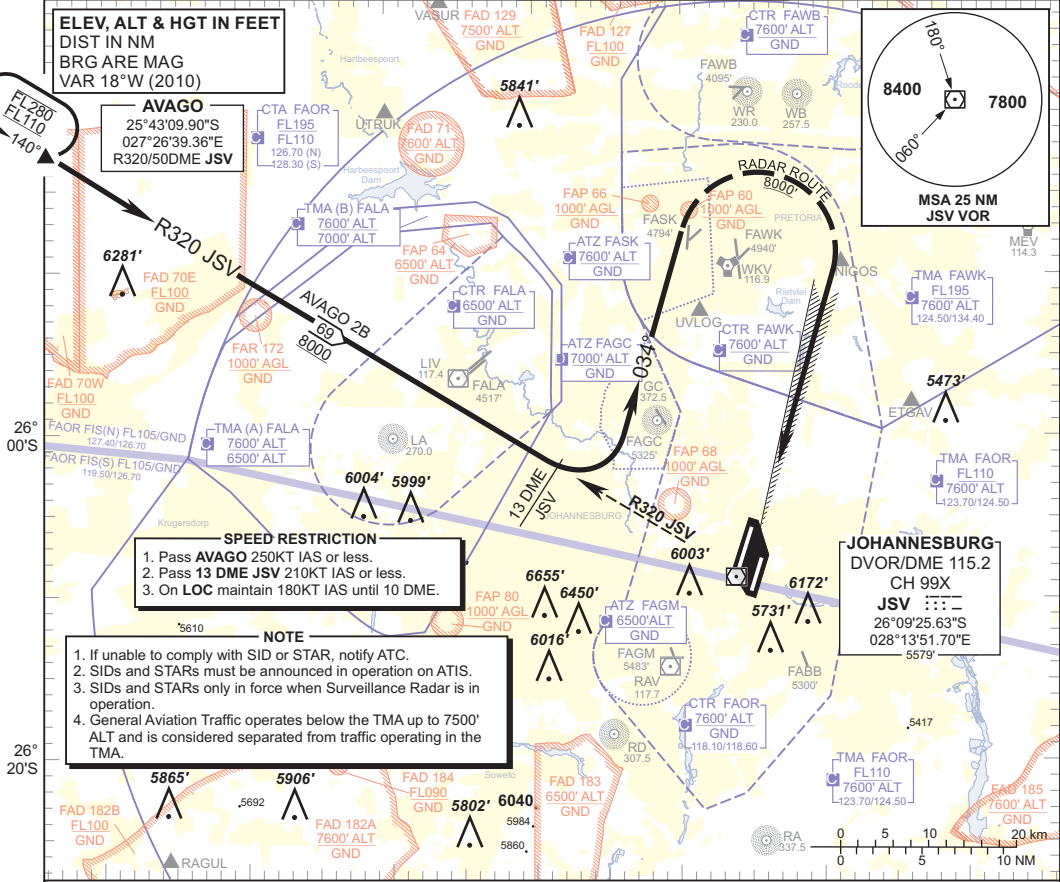 ELEV, ALT & HGT IN FEET
DIST IN NM
BRG ARE MAG
VAR 18°W (2010)
VASUR
FAD 129
7500' ALT
GND
FAD 127
FL100
GND
CTR FAWB
C
7600' ALT
GND
180°
8400
7800
060°
MSA 25 NM
JSV VOR
Hartbeespoort
5841'
FAWB
4095'
WR
230.0
WB
257.5
FL280
FL110
140°
AVAGO
25°43'09.90"S
027°26'39.36"E
R320/50DME JSV
CTA FAOR
C
FL195
FL110
126.70 (N)
128.30 (S)
UTRUK
FAD 71
7600' ALT
GND
Hartbeespoort
Dam
RADAR ROUTE
8000'
FAP 66
1000' AGL
GND
FAP 60
1000' AGL
GND
PRETORIA
FASK
4794'
FAWK
4940'
WKV
116.9
NIGOS
MEV
114.3
R320 JSV
TMA (B) FALA
C
7600' ALT
7000' ALT
FAP 64
6500' ALT
GND
ATZ FASK
C
7600' ALT
GND
6281'
FAD 70E
FL100
GND
CTR FALA
C
6500' ALT
GND
Rietvlei
Dam
UVLOG
TMA FAWK
C
FL195
7600' ALT
124.50/134.40
AVAGO 2B
69
8000
FAR 172
1000' AGL
GND
CTR FAWK
C
7600' ALT
GND
ATZ FAGC
D
7000' ALT
GND
034°
LIV
117.4
FALA
4517'
FAD 70W
FL100
GND
GC
372.5
FAGC
5325'
5473'
ETGAV
26°
00'S
FAOR FIS(N) FL105/GND
127.40/126.70
FAOR FIS(S) FL105/GND
119.50/126.70
TMA (A) FALA
C
7600' ALT
6500' ALT
LA
270.0
FAP 68
1000' AGL
GND
TMA FAOR
C
FL110
7600' ALT
123.70/124.50
6004'
5999'
13 DME
JSV
R320 JSV
JOHANNESBURG
Krugersdorp
SPEED RESTRICTION
1. Pass AVAGO 250KT IAS or less.
2. Pass 13 DME JSV 210KT IAS or less.
3. On LOC maintain 180KT IAS until 10 DME.
6003'
JOHANNESBURG
DVOR/DME 115.2
CH 99X
JSV
26°09'25.63"S
028°13'51.70"E
5579'
6655'
6450'
6016'
FAP 80
1000' AGL
GND
ATZ FAGM
C
6500'ALT
GND
5731'
6172'
5610
FAGM
5483'
RAV
117.7
FABB
5300'
NOTE
1. If unable to comply with SID or STAR, notify ATC.
2. SIDs and STARs must be announced in operation on ATIS.
3. SIDs and STARs only in force when Surveillance Radar is in
operation.
4. General Aviation Traffic operates below the TMA up to 7500'
ALT and is considered separated from traffic operating in the
TMA.
CTR FAOR
C
7600' ALT
GND
118.10/118.60
5417
26°
20'S
RD
307.5
TMA FAOR
C
FL110
7600' ALT
123.70/124.50
Soweto
5865'
5906'
FAD 184
FL090
GND
FAD 183
6500' ALT
GND
FAD 185
7600' ALT
GND
FAD 182B
FL100
GND
5692
FAD 182A
7600' ALT
GND
5802'
6040
5984
5860
RAGUL
RA
337.5
0 5 10 20 km
0 5 10 NM